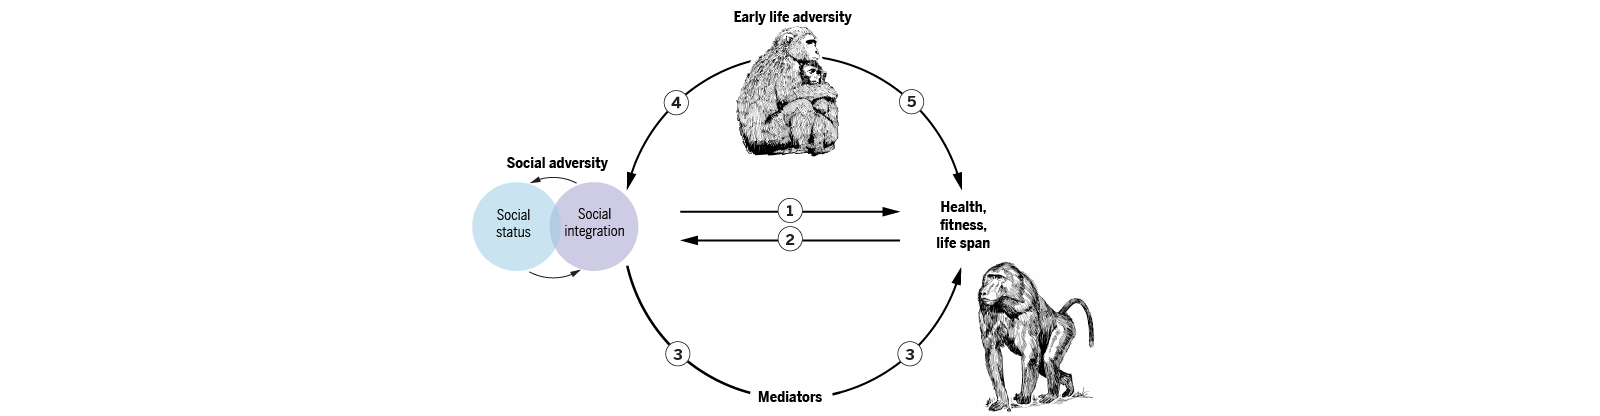 Early life adversity
4
5
Social adversity
Social
status
Social
integration
1
2
Health,
fitness,
life span
3
3
Mediators